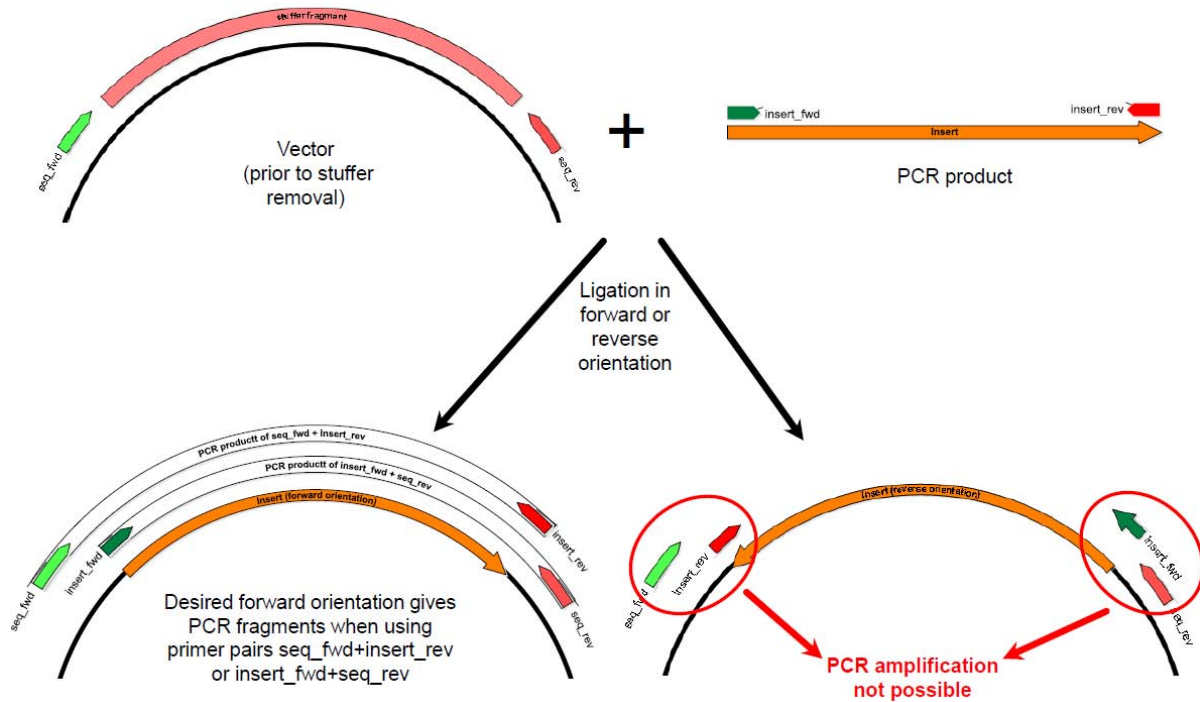 stufferfragment
seq_fwd
seq_rev
Vector
(prior to stuffer
removal)
+
insert_fwd
insert_rev
Insert
PCR product
Ligation in
forward or
reverse
orientation
PCR productt of seq_fwd + Insert_rev
PCR productt of insert_fwd + seq_rev
Insert (forward orientation)
seq_fwd
insert_fwd
insert_rev
seq_rev
Desired forward orientation gives
PCR fragments when using
primer pairs seq_fwd+insert_rev
or insert_fwd+seq_rev
Insert (reverse orientation)
seq_fwd
Insert_rev
Insert_fwd
seq_rev
PCR amplification
not possible